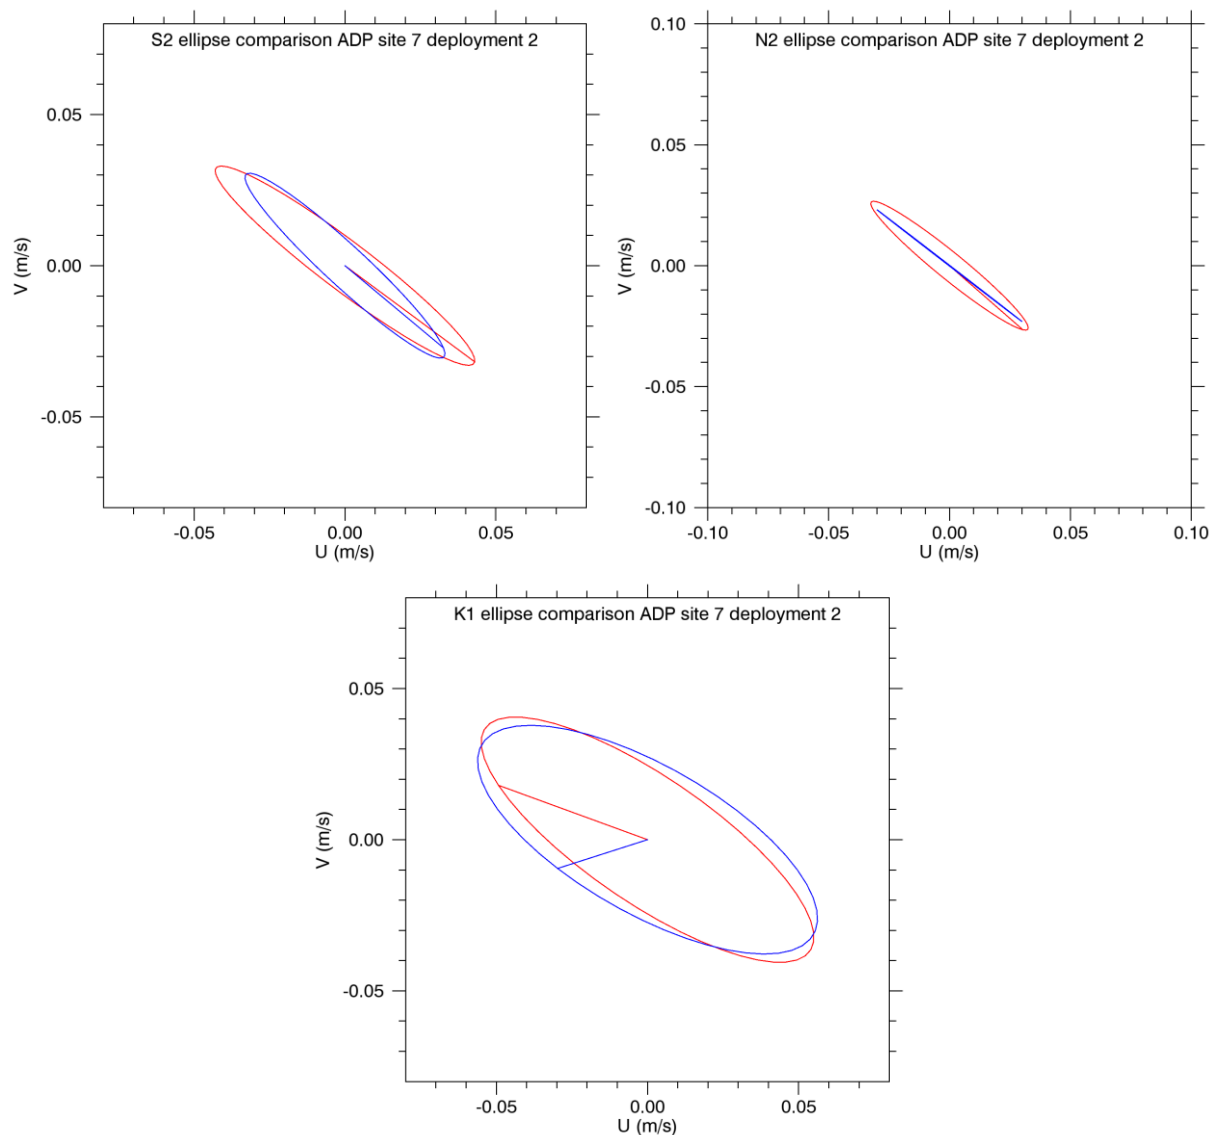 S2 ellipse comparison ADP site 7 deployment 2
0.05
0.00
-0.05
V (m/s)
-0.05 0.00 0.05
U (m/s)
N2 ellipse comparison ADP site 7 deployment 2
0.10
0.05
0.00
-0.05
-0.10
V (m/s)
-0.10 -0.05 0.00 0.05 0.10
U (m/s)
K1 ellipse comparison ADP site 7 deployment 2
0.05
0.00
-0.05
V (m/s)
-0.05 0.00 0.05
U (m/s)